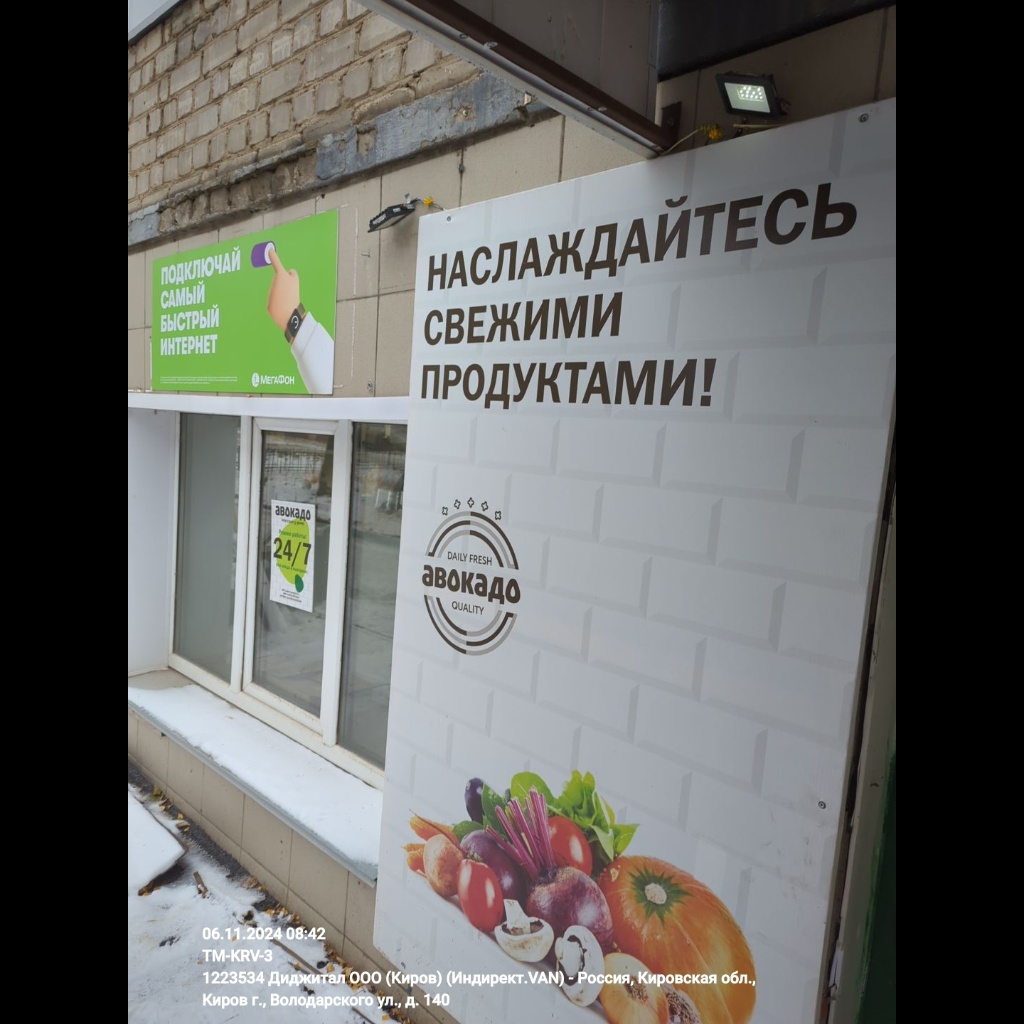 НАСЛАЖДАЙТЕСЬ
СВЕЖИМИ
ПРОДУКТАМИ!
ПОДКЛЮЧАЙ
САМЫЙ
БЫСТРЫЙ
ИНТЕРНЕТ
МЕГАФОН
авокадо
24/7
DAILY FRESH
авокадо
QUALITY
06.11.2024 08:42
TM-KRV-3
1223534 Диджитал ООО (Киров) (Индирект.VAN) - Россия, Кировская обл.,
Киров г., Володарского ул., д. 140